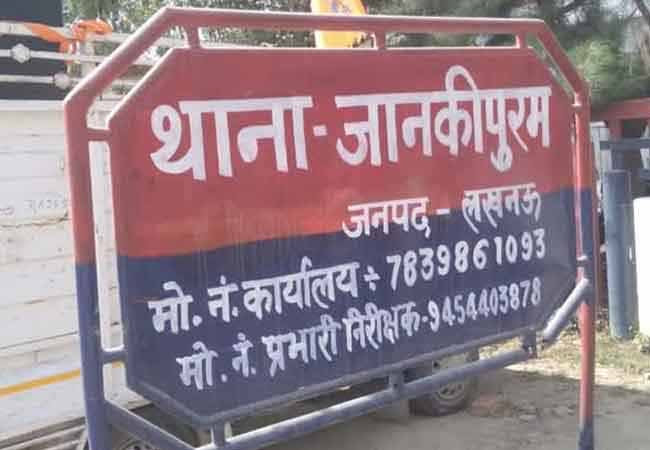 थाना-जानकीपुरम
जनपद - लखनऊ
मो. नं. कार्यालय ÷ 7839861093
मो. नं. प्रभारी निरीक्षक-9454403878